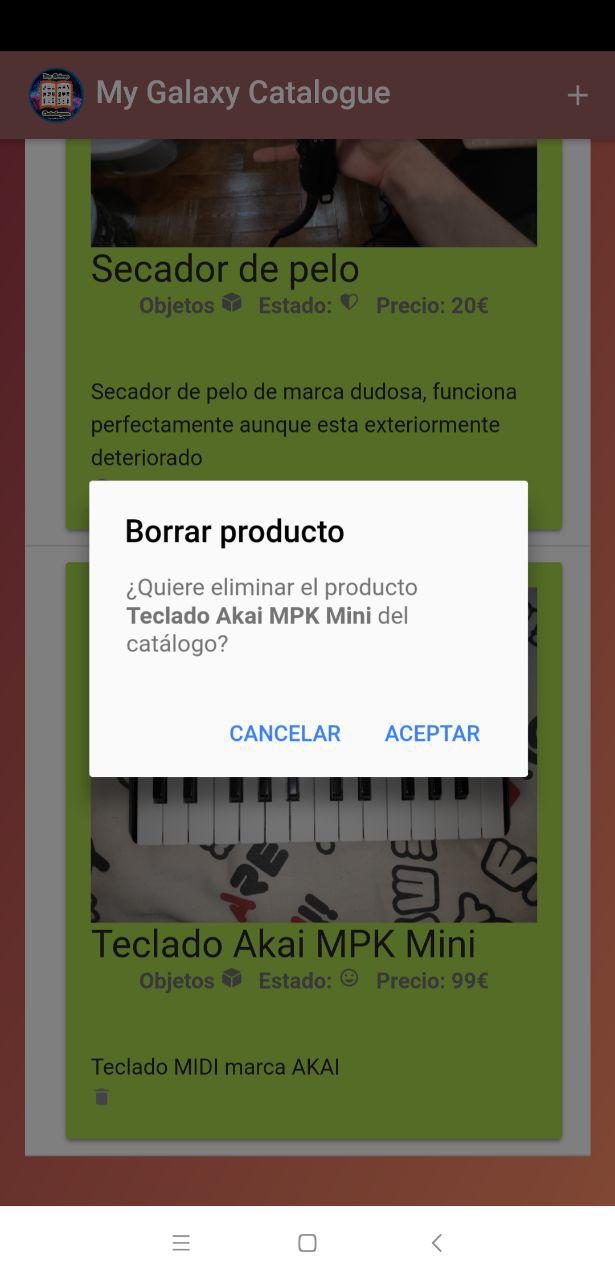 My Galaxy Catalogue
Secador de pelo
Objetos Estado: Precio: 20€
Secador de pelo de marca dudosa, funciona
perfectamente aunque esta exteriormente
deteriorado
Borrar producto
¿Quiere eliminar el producto
Teclado Akai MPK Mini del
catálogo?
CANCELAR ACEPTAR
Teclado Akai MPK Mini
Objetos Estado: Precio: 99€
Teclado MIDI marca AKAI